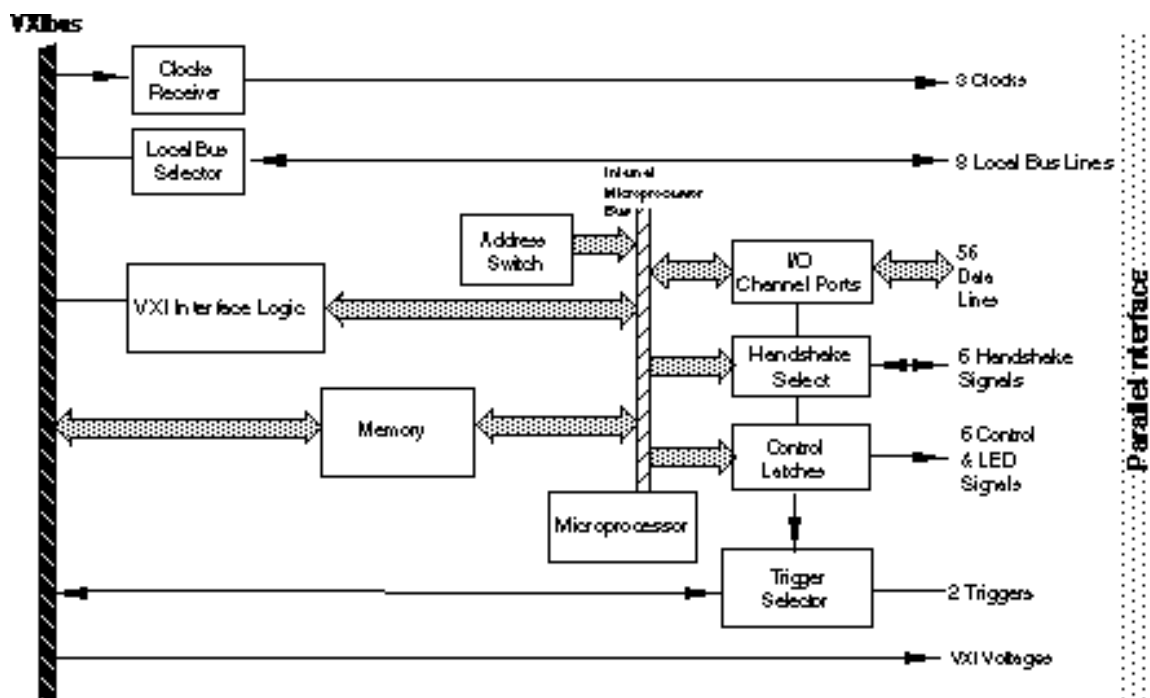 VXIbus
Clocks
Receiver
3 Clocks
Local Bus
Selector
8 Local Bus Lines
Internal
Microprocessor
Bus
Address
Switch
I/O
Channel Ports
56
Data
Lines
VXI Interface Logic
Handshake
Select
6 Handshake
Signals
Memory
Control
Latches
6 Control
& LED
Signals
Microprocessor
Trigger
Selector
2 Triggers
VXI Voltages
Parallel